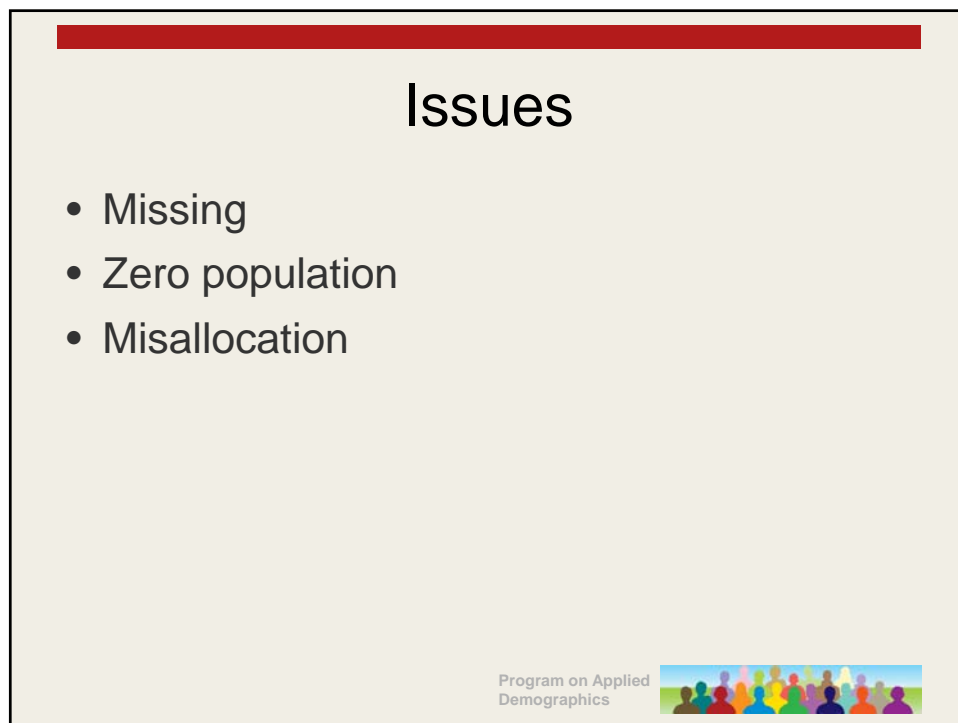 Issues
• Missing
• Zero population
• Misallocation
Program on Applied
Demographics